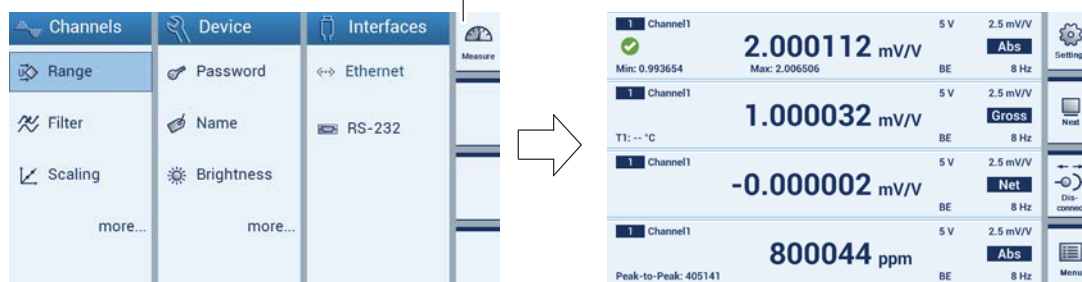 Channels Device Interfaces
Measure
Range Password Ethernet
Filter Name RS-232
Scaling Brightness
more... more...
1 Channel1 5 V 2.5 mV/V
2.000112 mV/V Abs
Min: 0.993654 Max: 2.006506 BE 8 Hz
Setting
1 Channel1 5 V 2.5 mV/V
1.000032 mV/V Gross
T1: -- °C BE 8 Hz
Next
1 Channel1 5 V 2.5 mV/V
-0.000002 mV/V Net
BE 8 Hz
Dis-
connec
1 Channel1 5 V 2.5 mV/V
800044 ppm Abs
Peak-to-Peak: 405141 BE 8 Hz
Menu